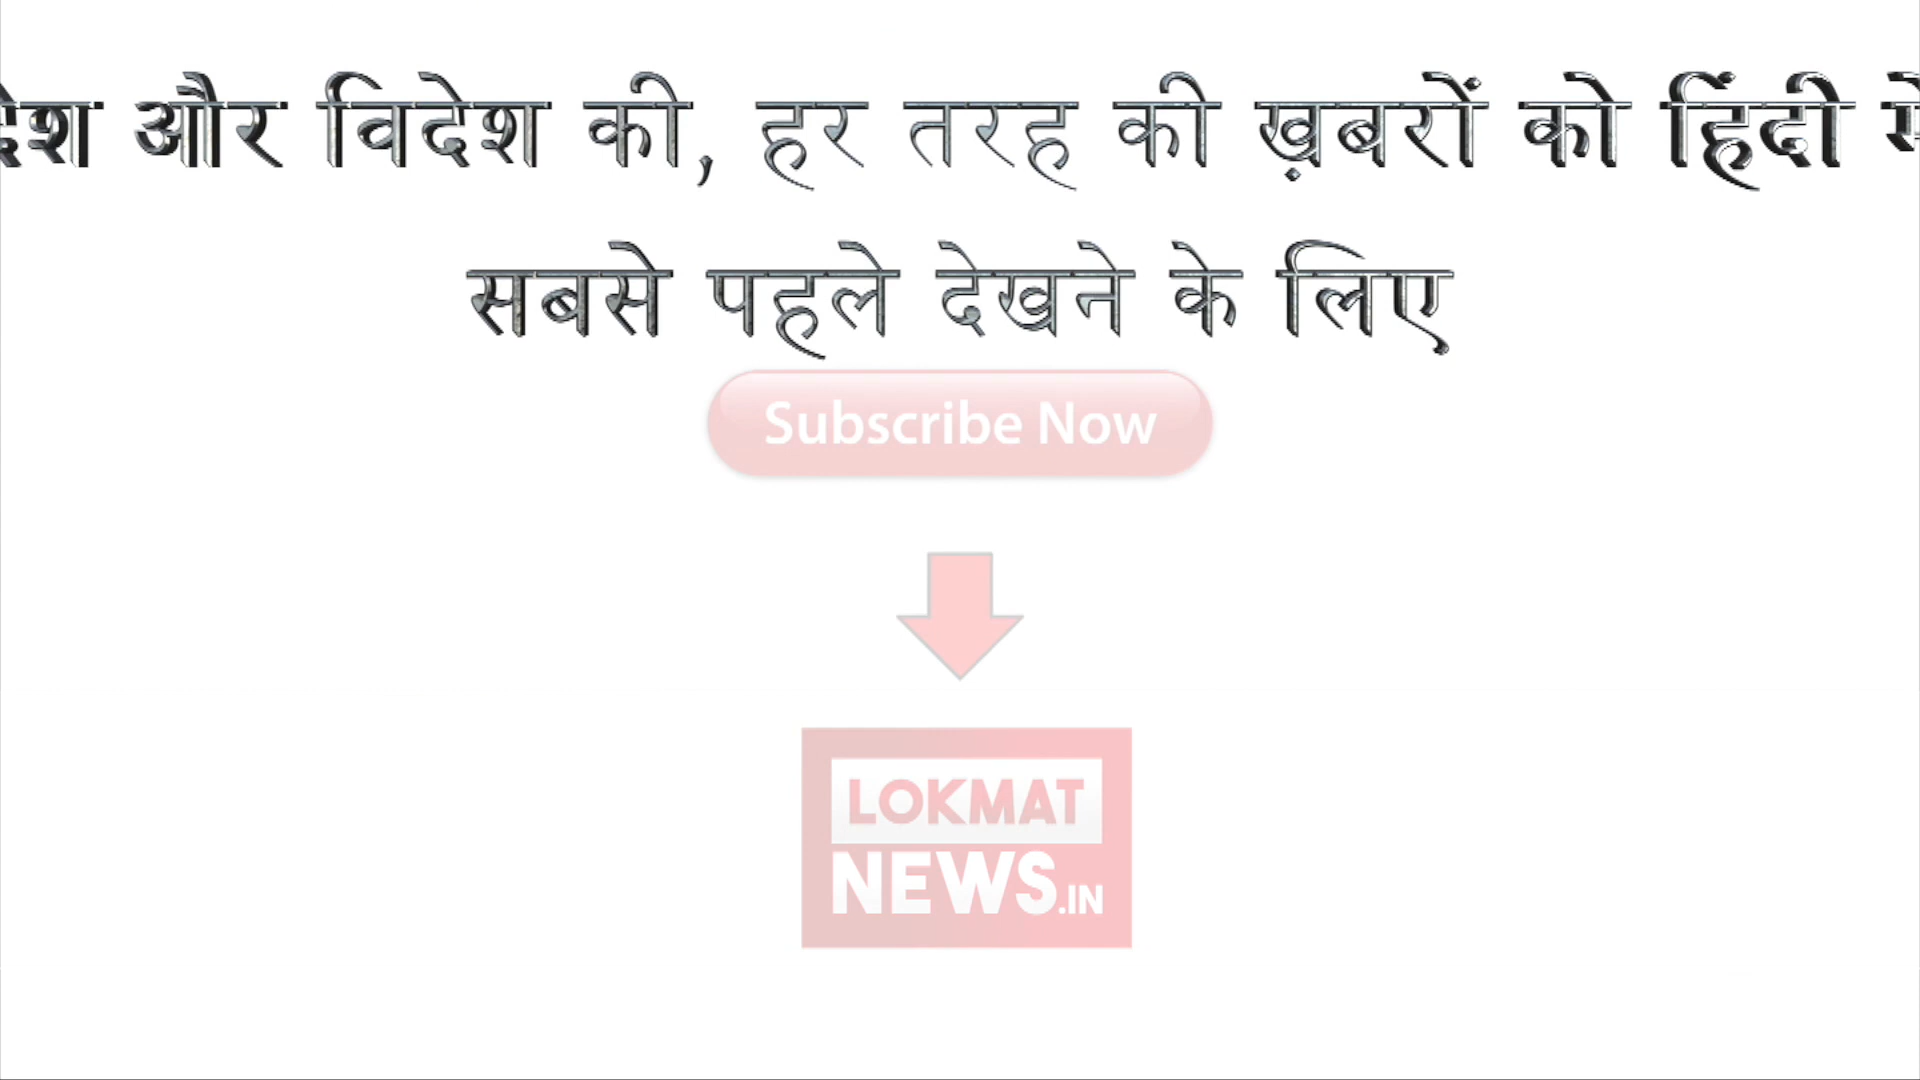 देश और विदेश की, हर तरह की ख़बरों को हिंदी में
सबसे पहले देखने के लिए
Subscribe Now
LOKMAT
NEWS.IN